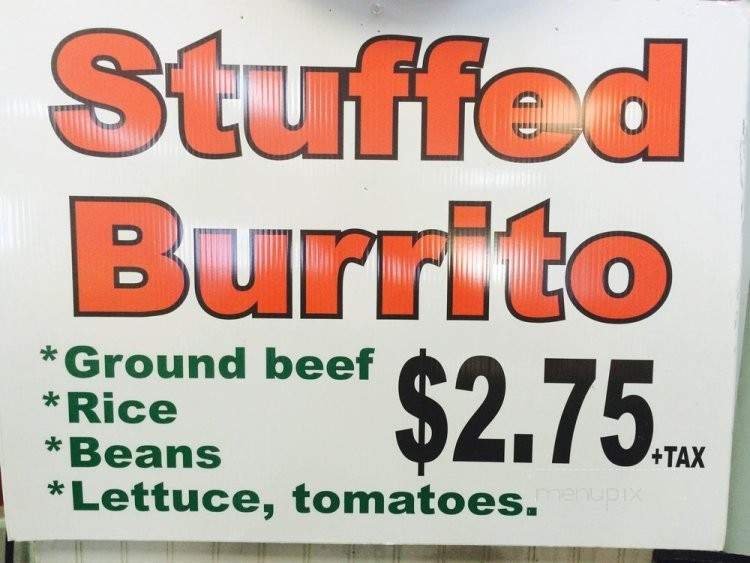 Stuffed
Burrito
*Ground beef
*Rice
*Beans
*Lettuce, tomatoes.
$2.75
+TAX
menupix